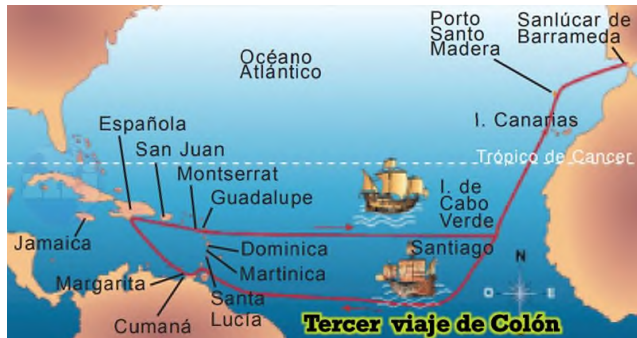 Porto
Santo
Madera
Sanlúcar de
Barrameda
Océano
Atlántico
I. Canarias
Española
San Juan
Montserrat
Guadalupe
Trópico de Cancer
I. de
Cabo
Verde
Santiago
Jamaica
Dominica
Martinica
Margarita
Santa
Lucía
Cumaná
N
O
E
Tercer viaje de Colón